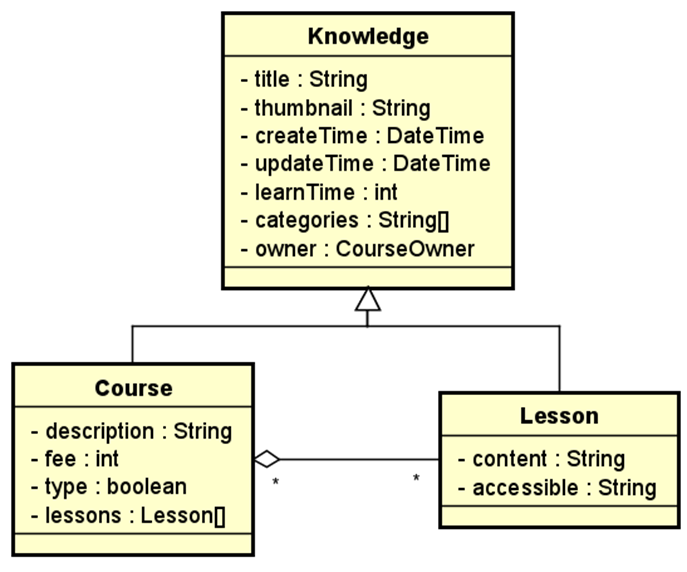 Knowledge
- title : String
- thumbnail : String
- createTime : DateTime
- updateTime : DateTime
- learnTime : int
- categories : String[]
- owner : CourseOwner
Course
- description : String
- fee : int
- type : boolean
- lessons : Lesson[]
*
*
Lesson
- content : String
- accessible : String